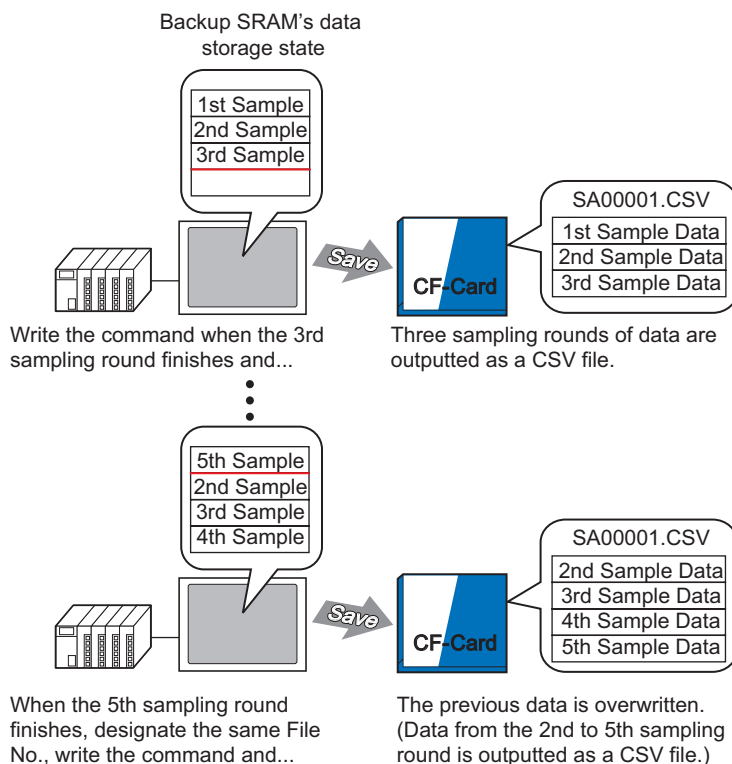 Backup SRAM's data
storage state
1st Sample
2nd Sample
3rd Sample
Save
CF-Card
SA00001.CSV
1st Sample Data
2nd Sample Data
3rd Sample Data
Write the command when the 3rd
sampling round finishes and...
Three sampling rounds of data are
outputted as a CSV file.
5th Sample
2nd Sample
3rd Sample
4th Sample
Save
CF-Card
SA00001.CSV
2nd Sample Data
3rd Sample Data
4th Sample Data
5th Sample Data
When the 5th sampling round
finishes, designate the same File
No., write the command and...
The previous data is overwritten.
(Data from the 2nd to 5th sampling
round is outputted as a CSV file.)